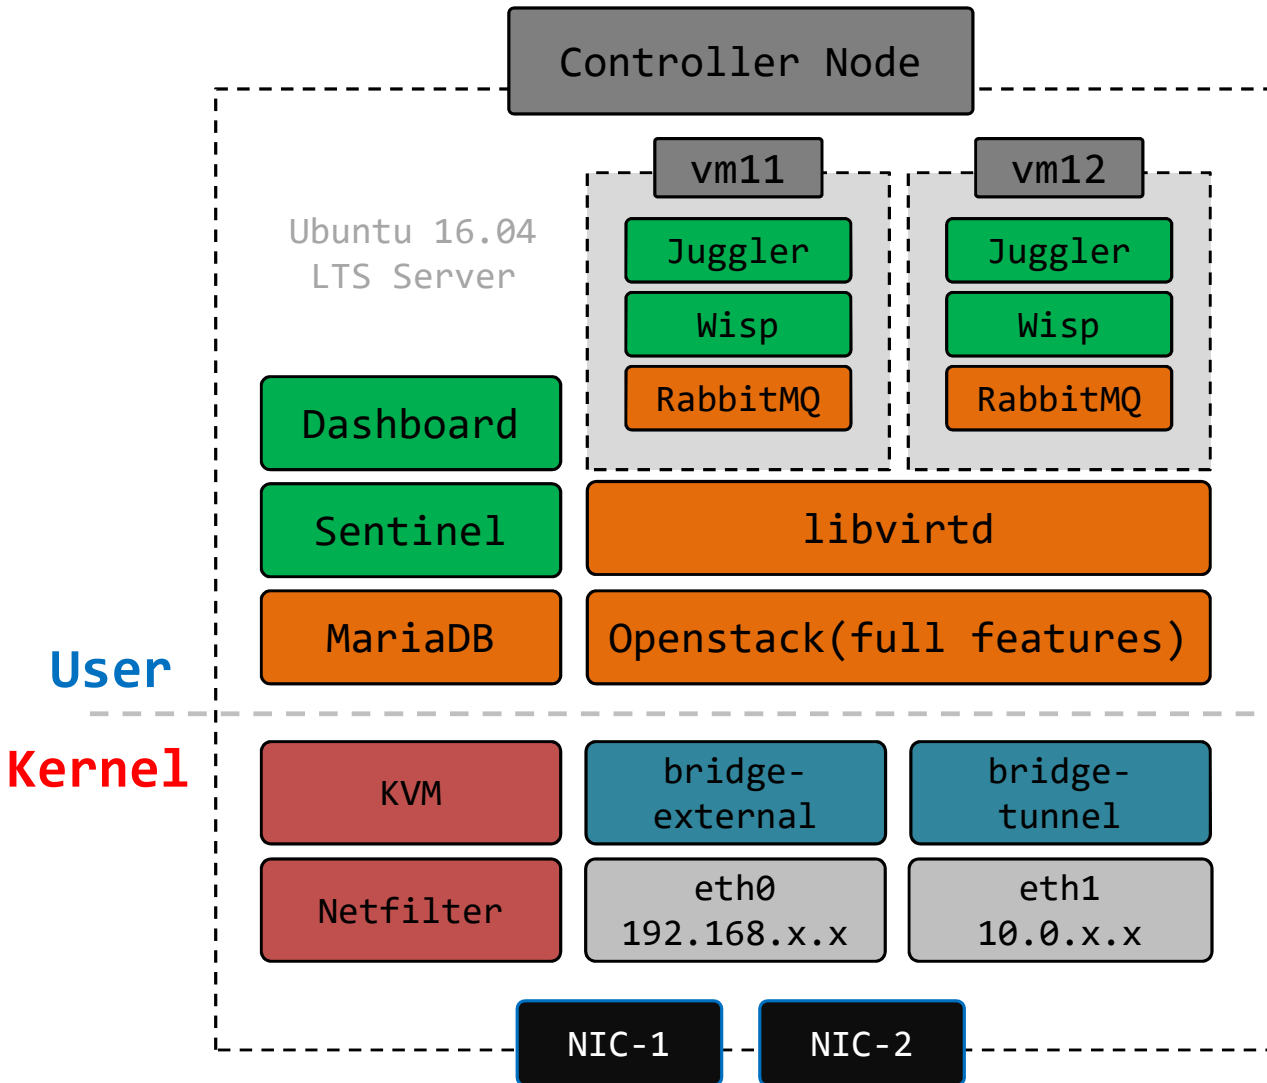 Controller Node
vm11
vm12
Ubuntu 16.04
LTS Server
Juggler
Juggler
Wisp
Wisp
RabbitMQ
RabbitMQ
Dashboard
Sentinel
libvirtd
MariaDB
Openstack(full features)
User
Kernel
KVM
bridge-
external
bridge-
tunnel
Netfilter
eth0
192.168.x.x
eth1
10.0.x.x
NIC-1
NIC-2